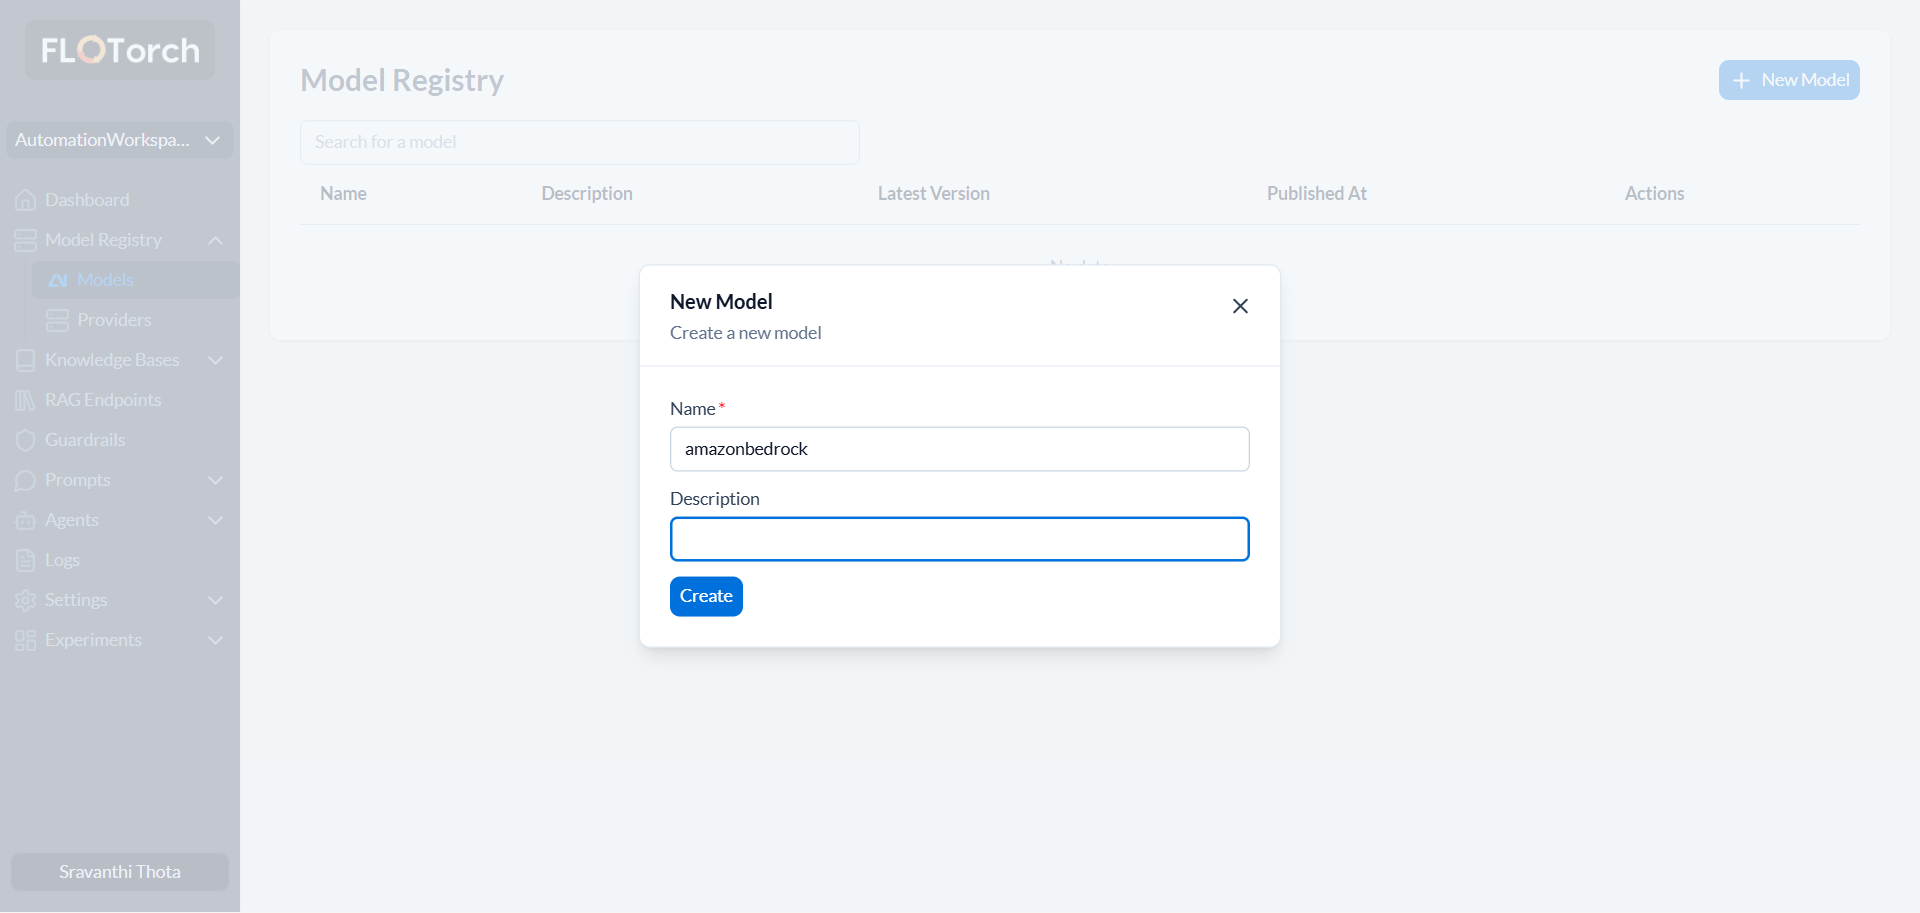 FLOTorch
AutomationWorkspa...
Dashboard
Model Registry
Models
Providers
Knowledge Bases
RAG Endpoints
Guardrails
Prompts
Agents
Logs
Settings
Experiments
Sravanthi Thota
Model Registry
New Model
Search for a model
Name Description Latest Version Published At Actions
New Model
Create a new model
Name *
amazonbedrock
Description
Create